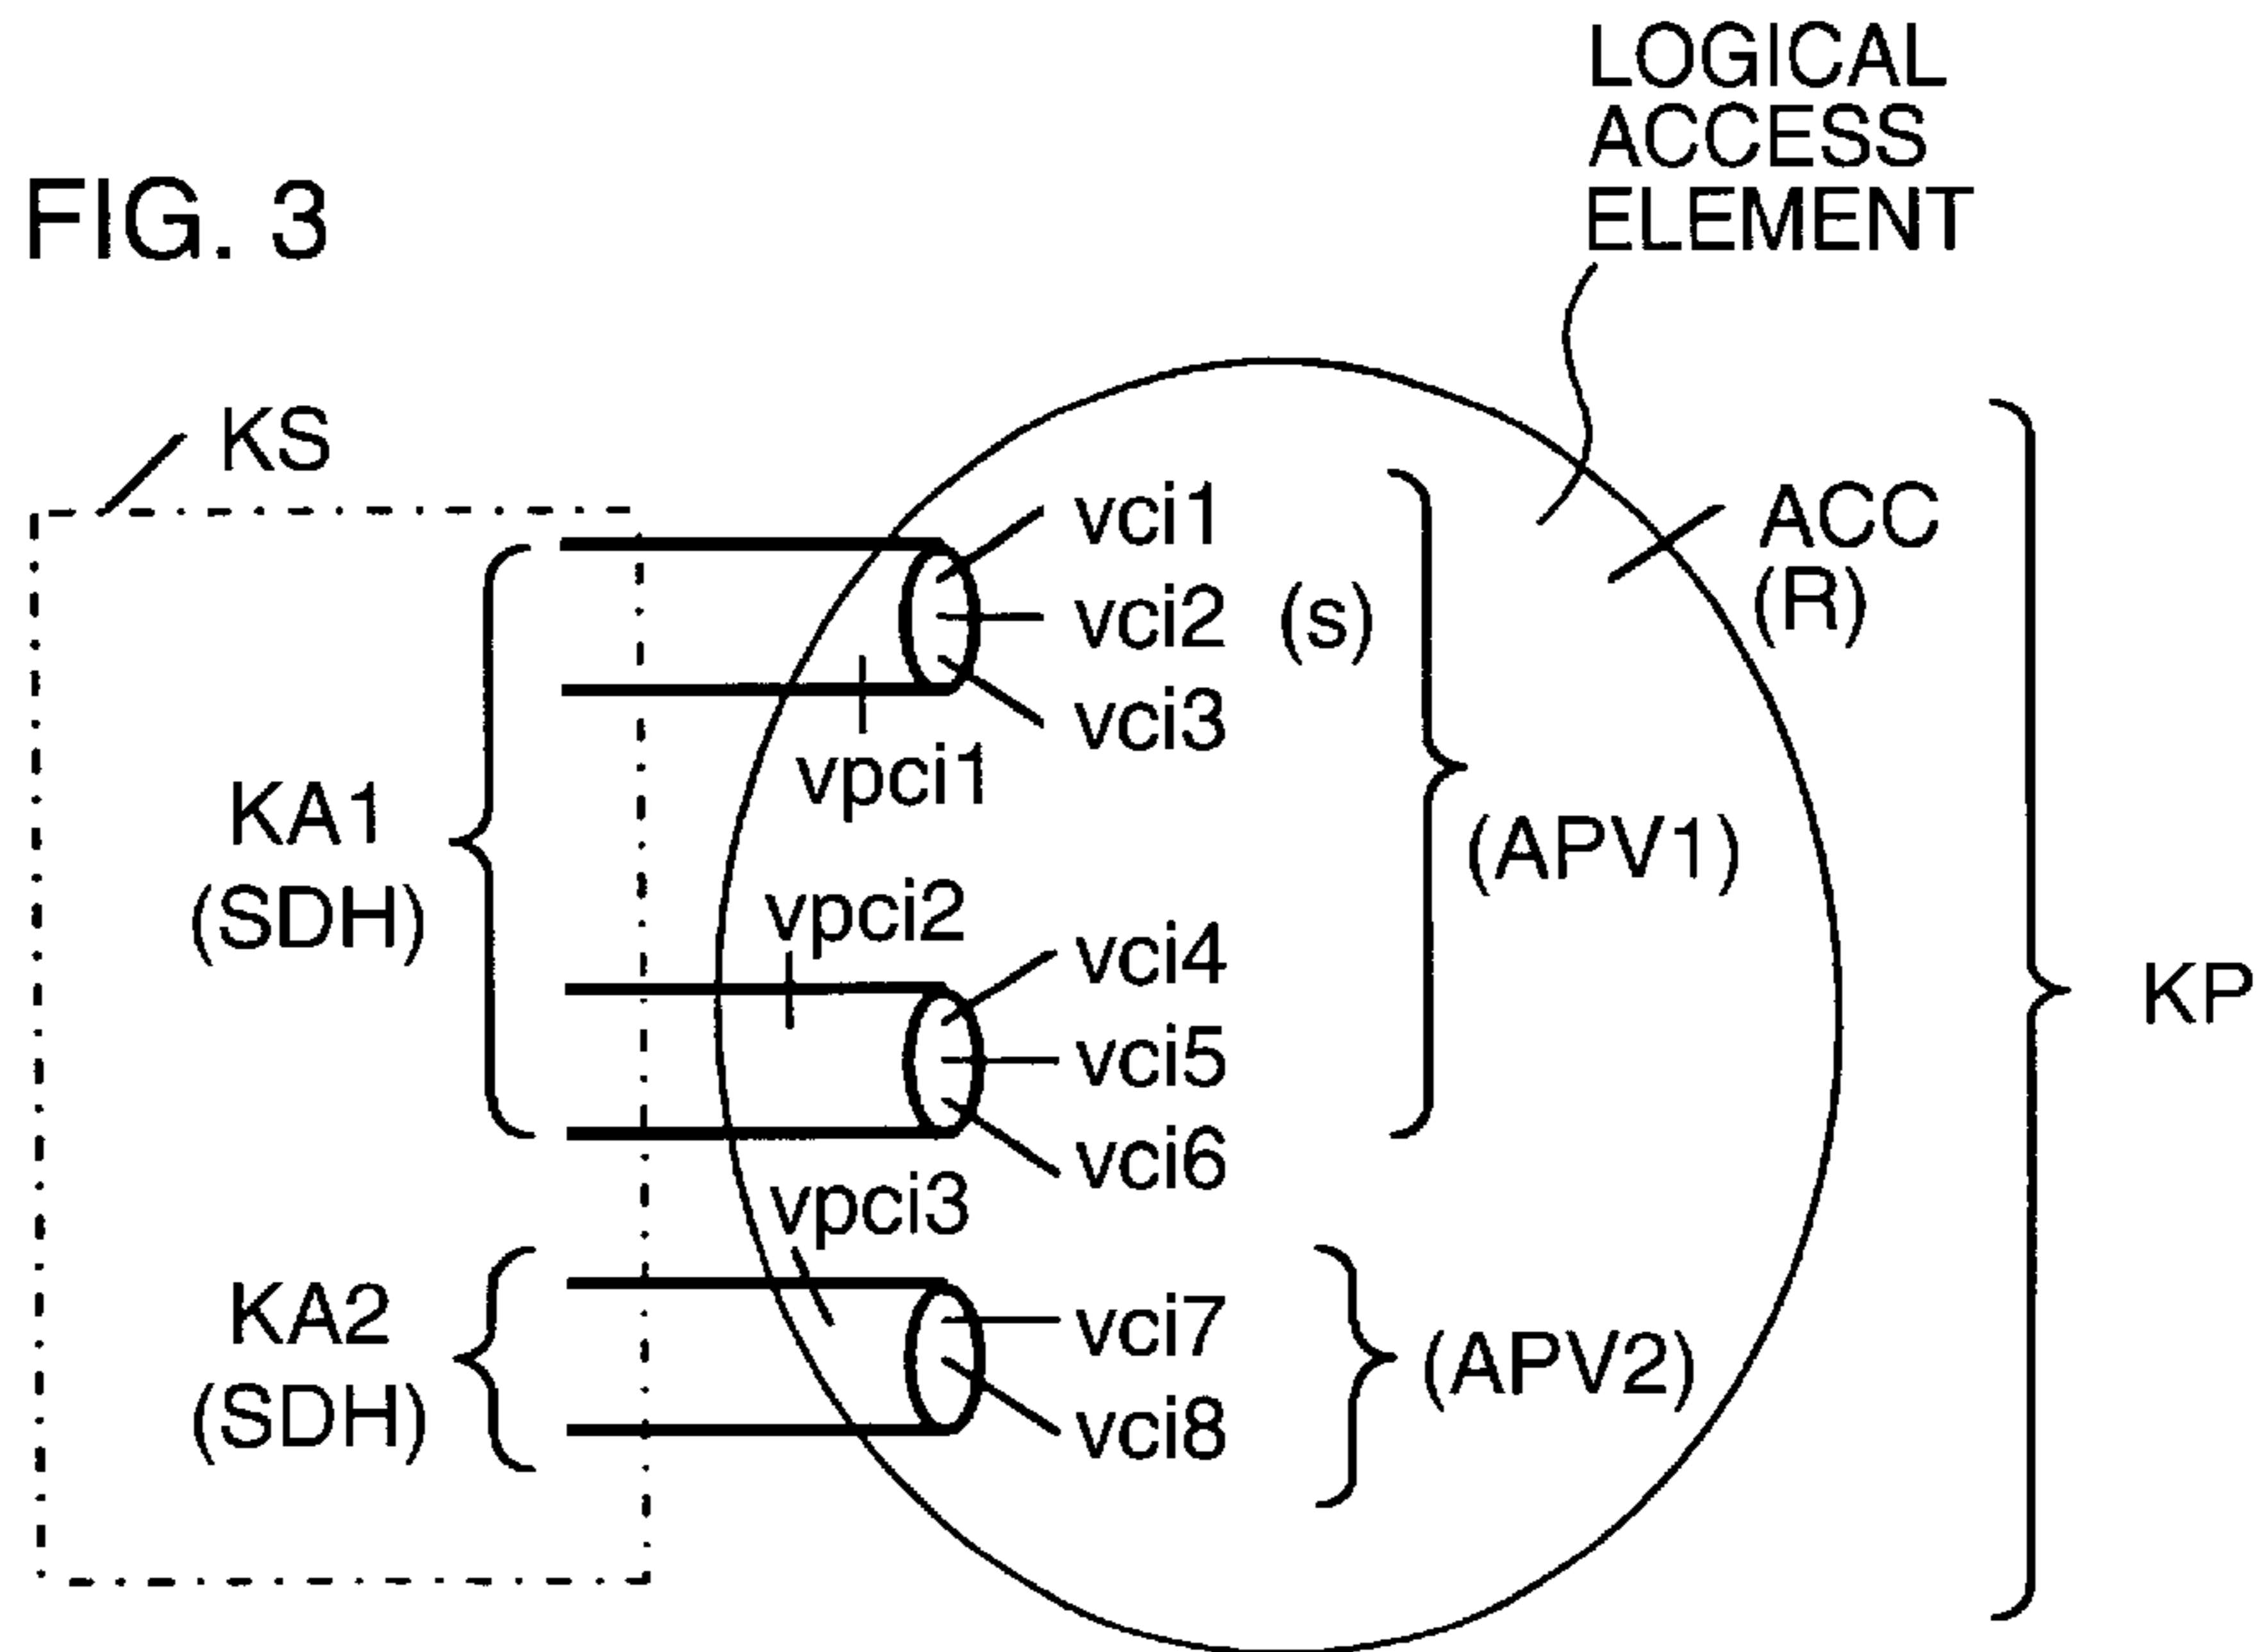 LOGICAL
ACCESS
ELEMENT
FIG. 3
KS
ACC
(R)
vci1
vci2 (s)
vci3
vpci1
KA1
(SDH)
(APV1)
vpci2
vci4
vci5
vci6
KP
vpci3
KA2
(SDH)
vci7
vci8
(APV2)